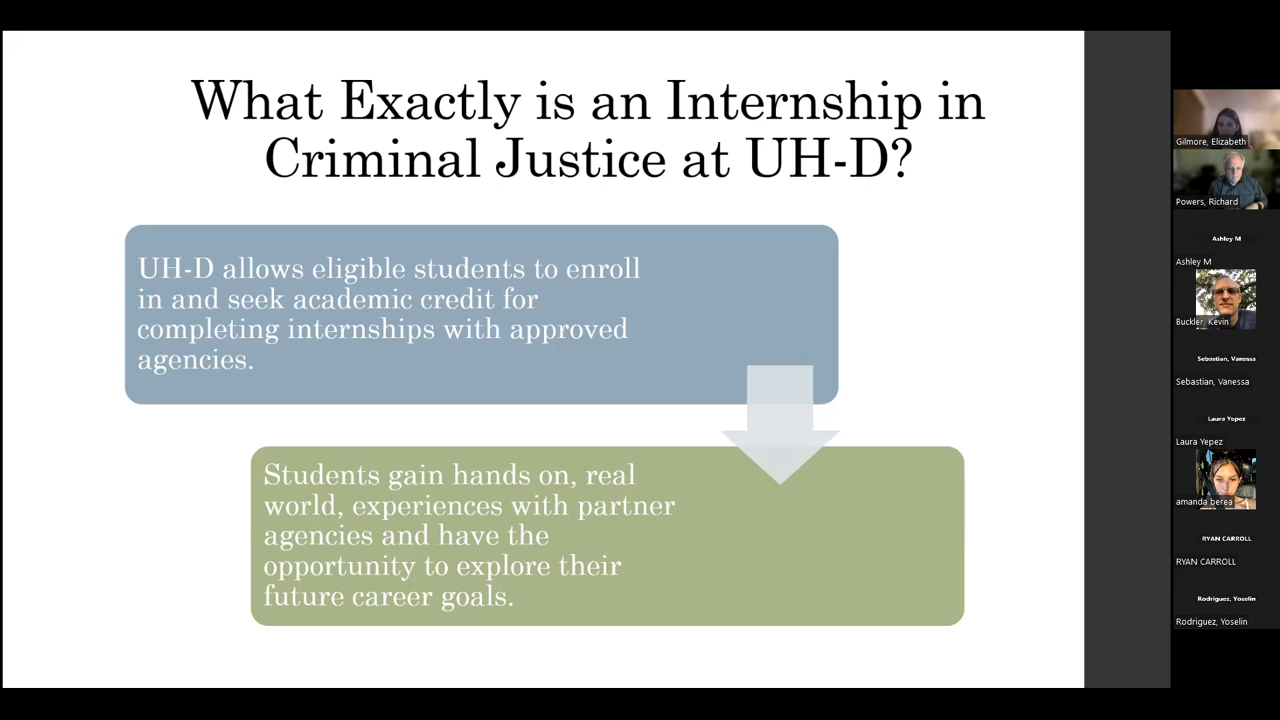 What Exactly is an Internship in
Criminal Justice at UH-D?
UH-D allows eligible students to enroll
in and seek academic credit for
completing internships with approved
agencies.
Students gain hands on, real
world, experiences with partner
agencies and have the
opportunity to explore their
future career goals.
Gilmore, Elizabeth
Powers, Richard
Ashley M
Ashley M
Buckler, Kevin
Sebastian, Vanessa
Sebastian, Vanessa
Laura Yepez
Laura Yepez
amanda berea
RYAN CARROLL
RYAN CARROLL
Rodriguez, Yoselin
Rodriguez, Yoselin